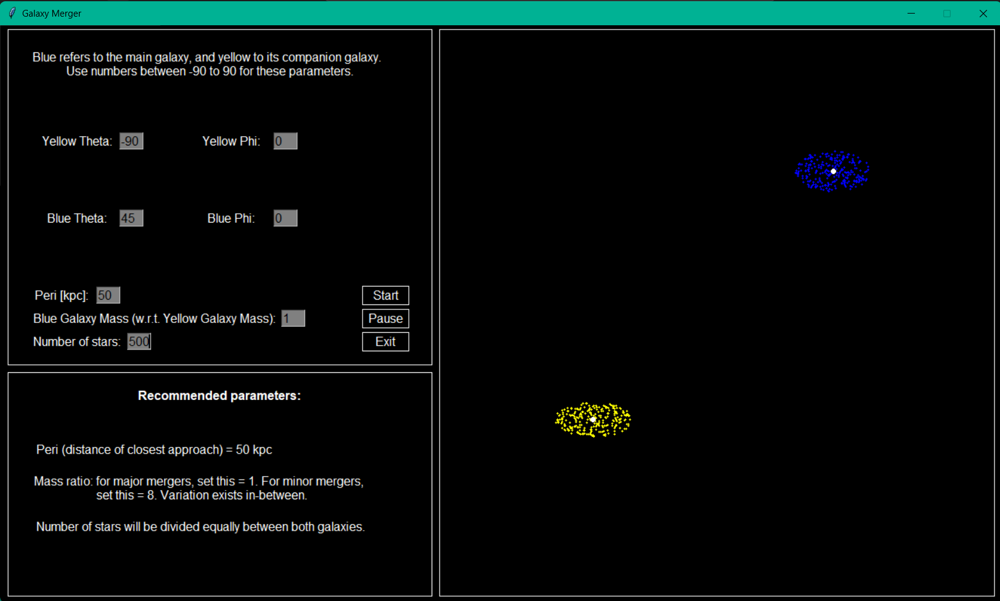 Galaxy Merger
Blue refers to the main galaxy, and yellow to its companion galaxy.
Use numbers between -90 to 90 for these parameters.
Yellow Theta: -90 Yellow Phi: 0
Blue Theta: 45 Blue Phi: 0
Peri [kpc]: 50 Start
Blue Galaxy Mass (w.r.t. Yellow Galaxy Mass): 1 Pause
Number of stars: 500 Exit
Recommended parameters:
Peri (distance of closest approach) = 50 kpc
Mass ratio: for major mergers, set this = 1. For minor mergers,
set this = 8. Variation exists in-between.
Number of stars will be divided equally between both galaxies.